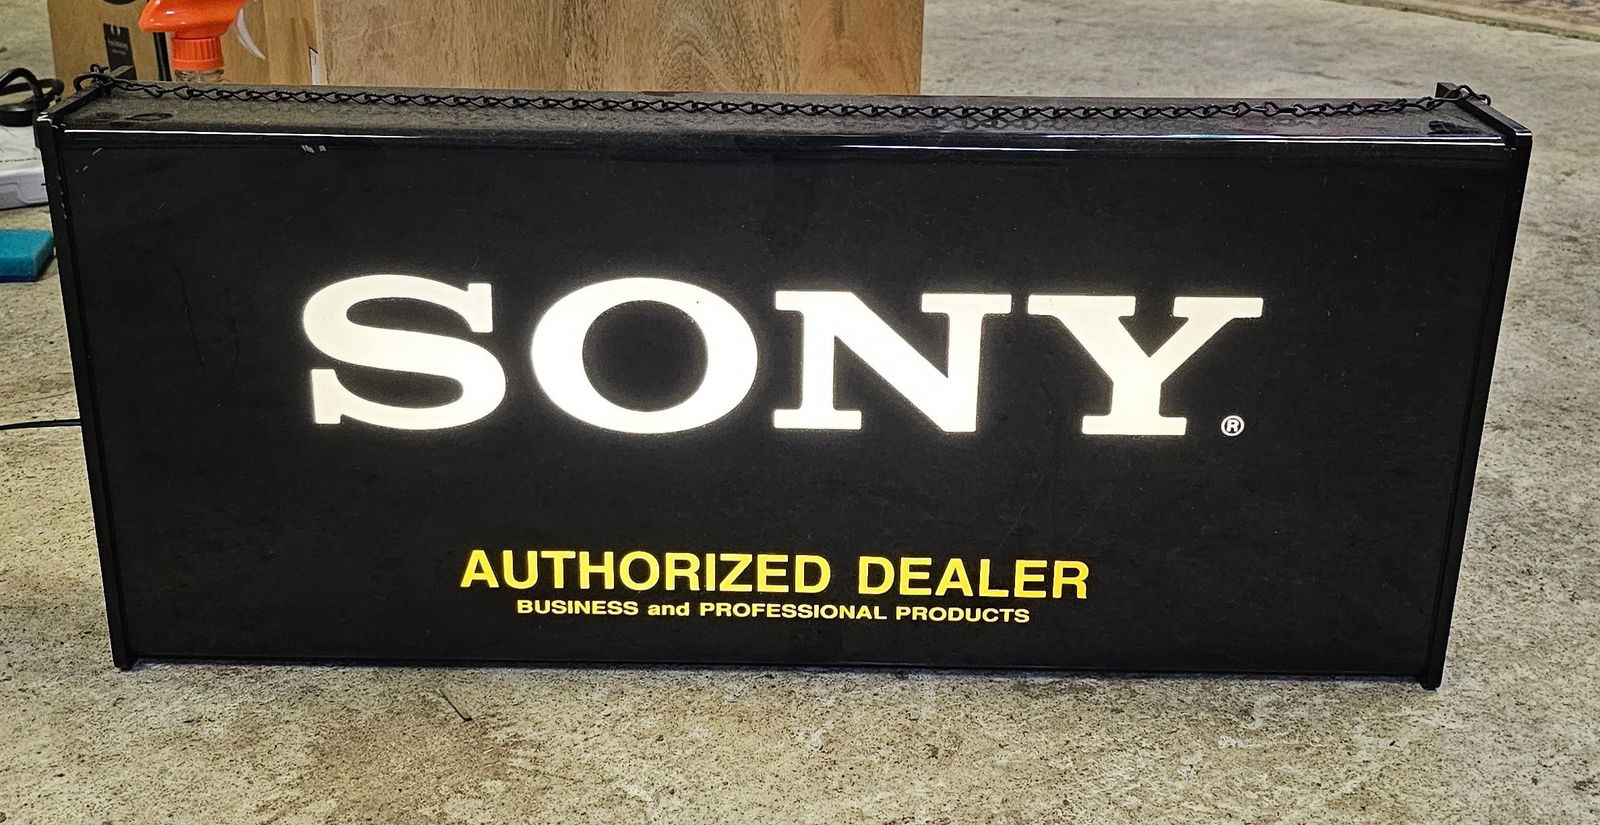 SONY®
AUTHORIZED DEALER
BUSINESS and PROFESSIONAL PRODUCTS